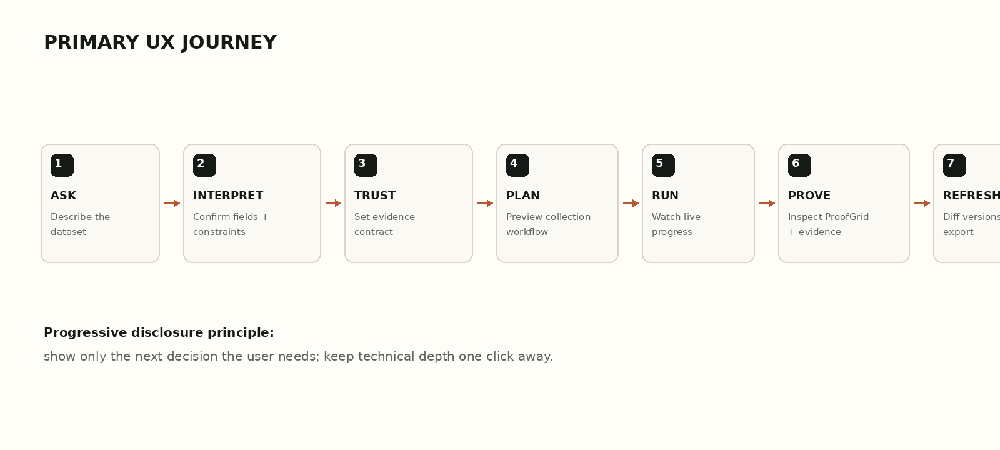 PRIMARY UX JOURNEY
1
ASK
Describe the
dataset
2
INTERPRET
Confirm fields +
constraints
3
TRUST
Set evidence
contract
4
PLAN
Preview collection
workflow
5
RUN
Watch live
progress
6
PROVE
Inspect ProofGrid
+ evidence
7
REFRESH
Diff versions
export
Progressive disclosure principle:
show only the next decision the user needs; keep technical depth one click away.